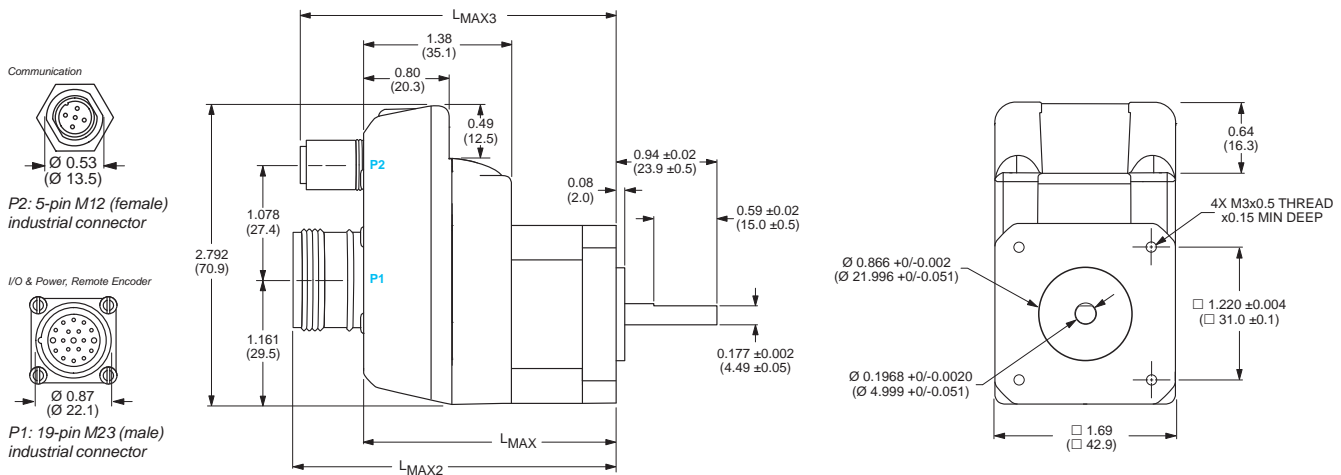 Communication
Ø 0.53
(Ø 13.5)
P2: 5-pin M12 (female)
industrial connector
I/O & Power, Remote Encoder
Ø 0.87
(Ø 22.1)
P1: 19-pin M23 (male)
industrial connector
LMAX3
1.38
(35.1)
0.80
(20.3)
0.49
(12.5)
P2
1.078
(27.4)
2.792
(70.9)
P1
1.161
(29.5)
LMAX
LMAX2
0.94 ±0.02
(23.9 ±0.5)
0.08
(2.0)
0.59 ±0.02
(15.0 ±0.5)
0.177 ±0.002
(4.49 ±0.05)
0.64
(16.3)
4X M3x0.5 THREAD
x0.15 MIN DEEP
Ø 0.866 +/-0.002
(Ø 21.996 +/-0.051)
□ 1.220 ±0.004
(□ 31.0 ±0.1)
Ø 0.1968 +/-0.0020
(Ø 4.999 +/-0.051)
□ 1.69
(□ 42.9)